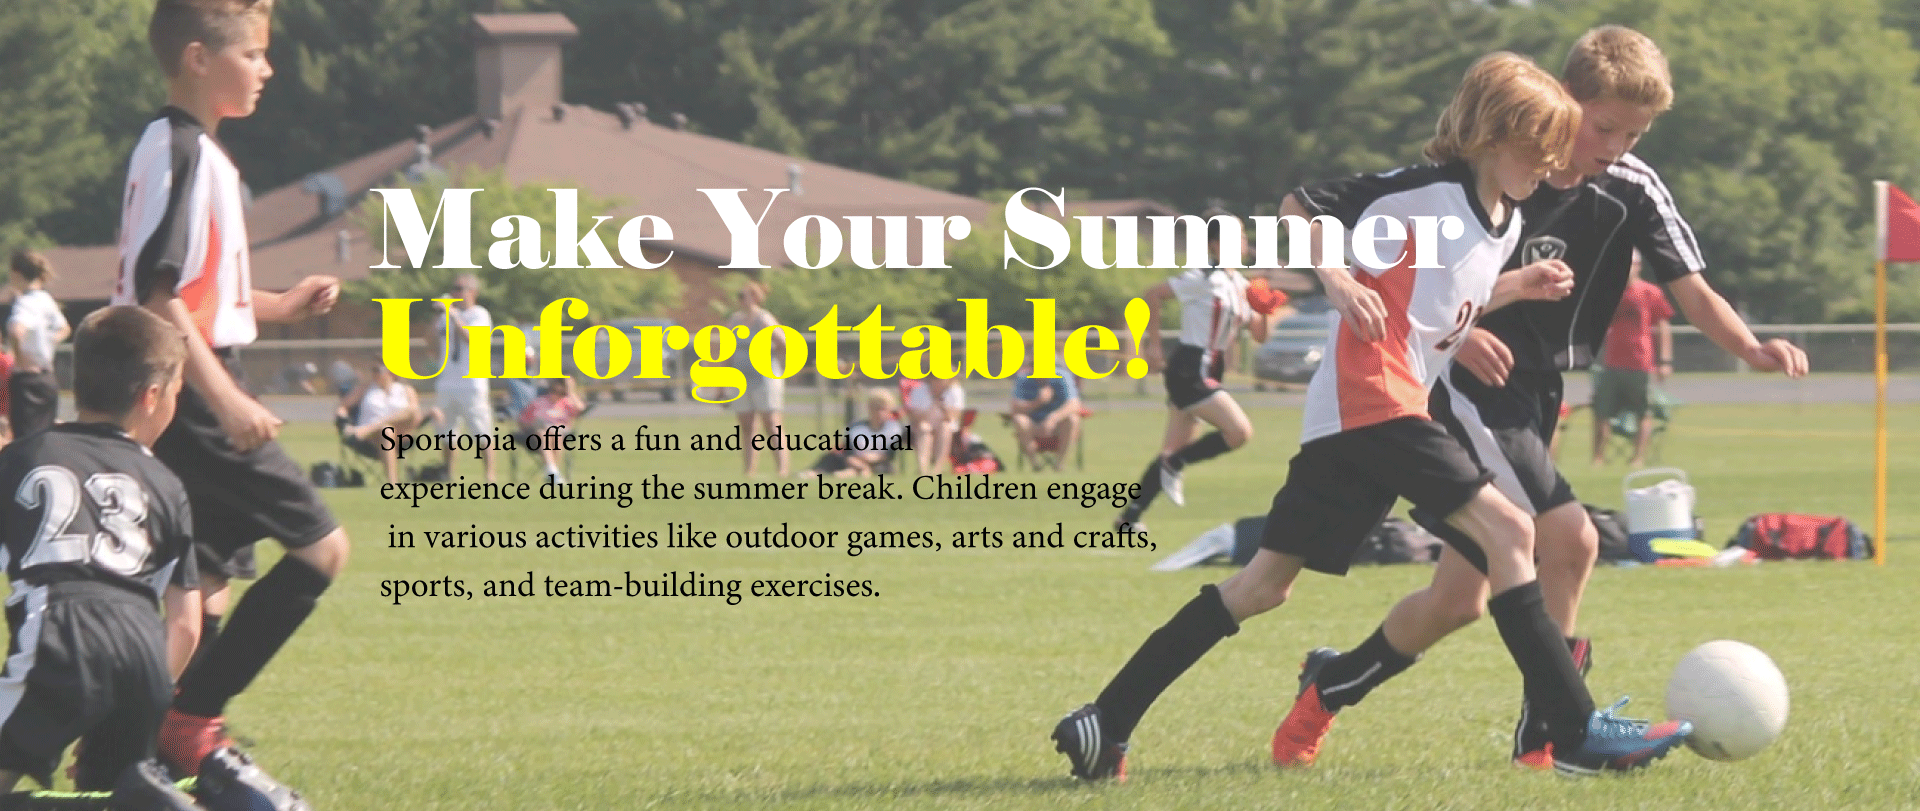 Make Your Summer
Unforgottable!
Sportopia offers a fun and educational
experience during the summer break. Children engage
in various activities like outdoor games, arts and crafts,
sports, and team-building exercises.
23